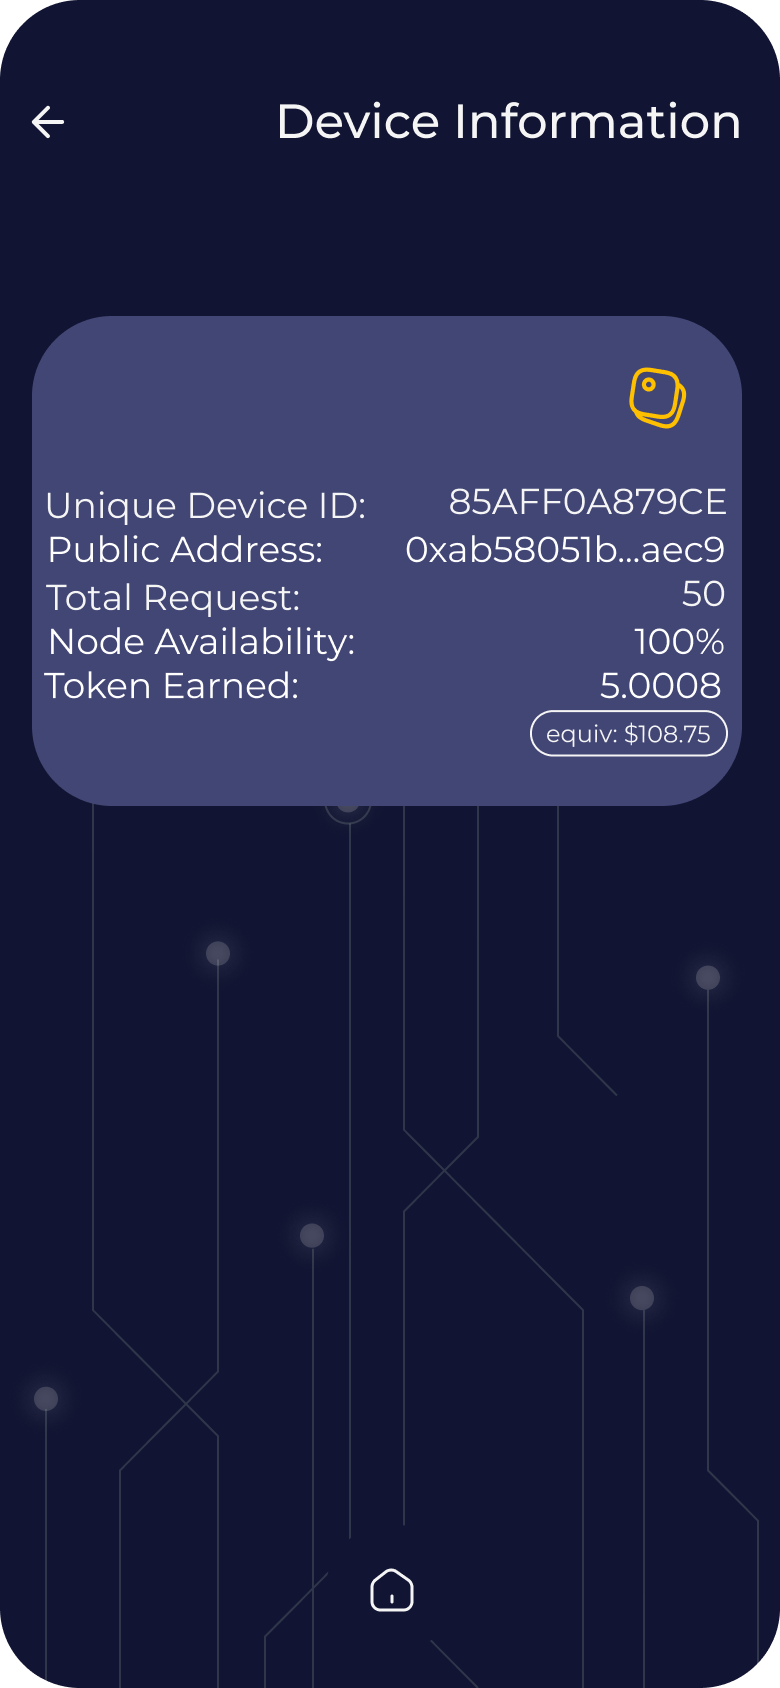 Device Information
Unique Device ID: 85AFF0A879CE
Public Address: 0xab58051b...aec9
Total Request: 50
Node Availability: 100%
Token Earned: 5.0008
equiv: $108.75